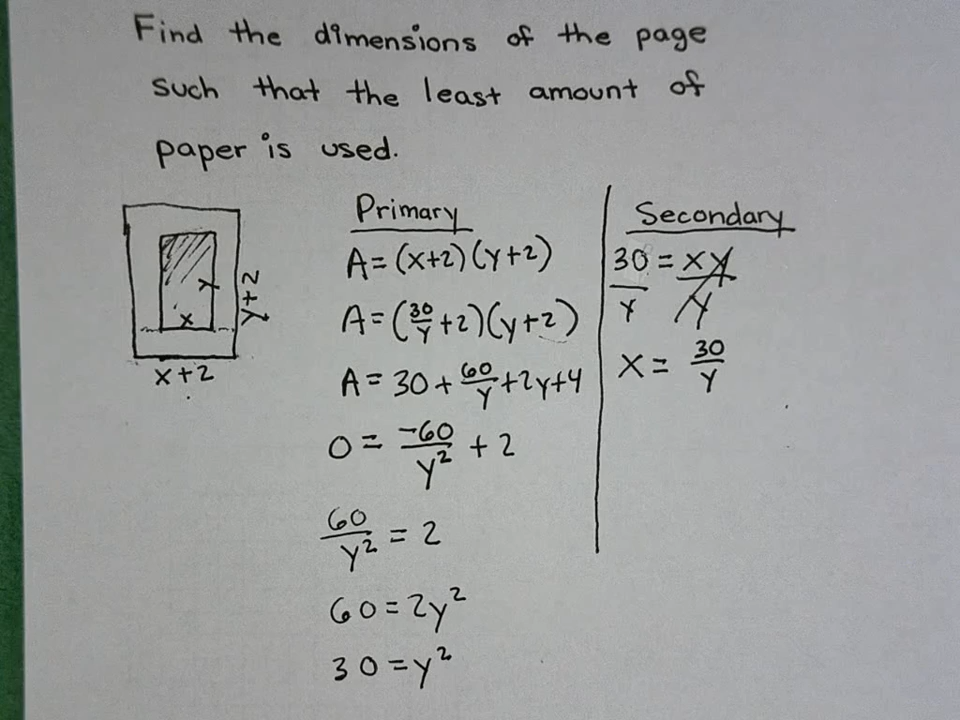 Find the dimensions of the page
such that the least amount of
paper is used.
x
y
y+2
x+2
Primary
A=(x+2)(y+2)
A=(30/y+2)(y+2)
A=30+60/y+2y+4
0=-60/y²+2
60/y²=2
60=2y²
30=y²
Secondary
30/y=xy/y
x=30/y